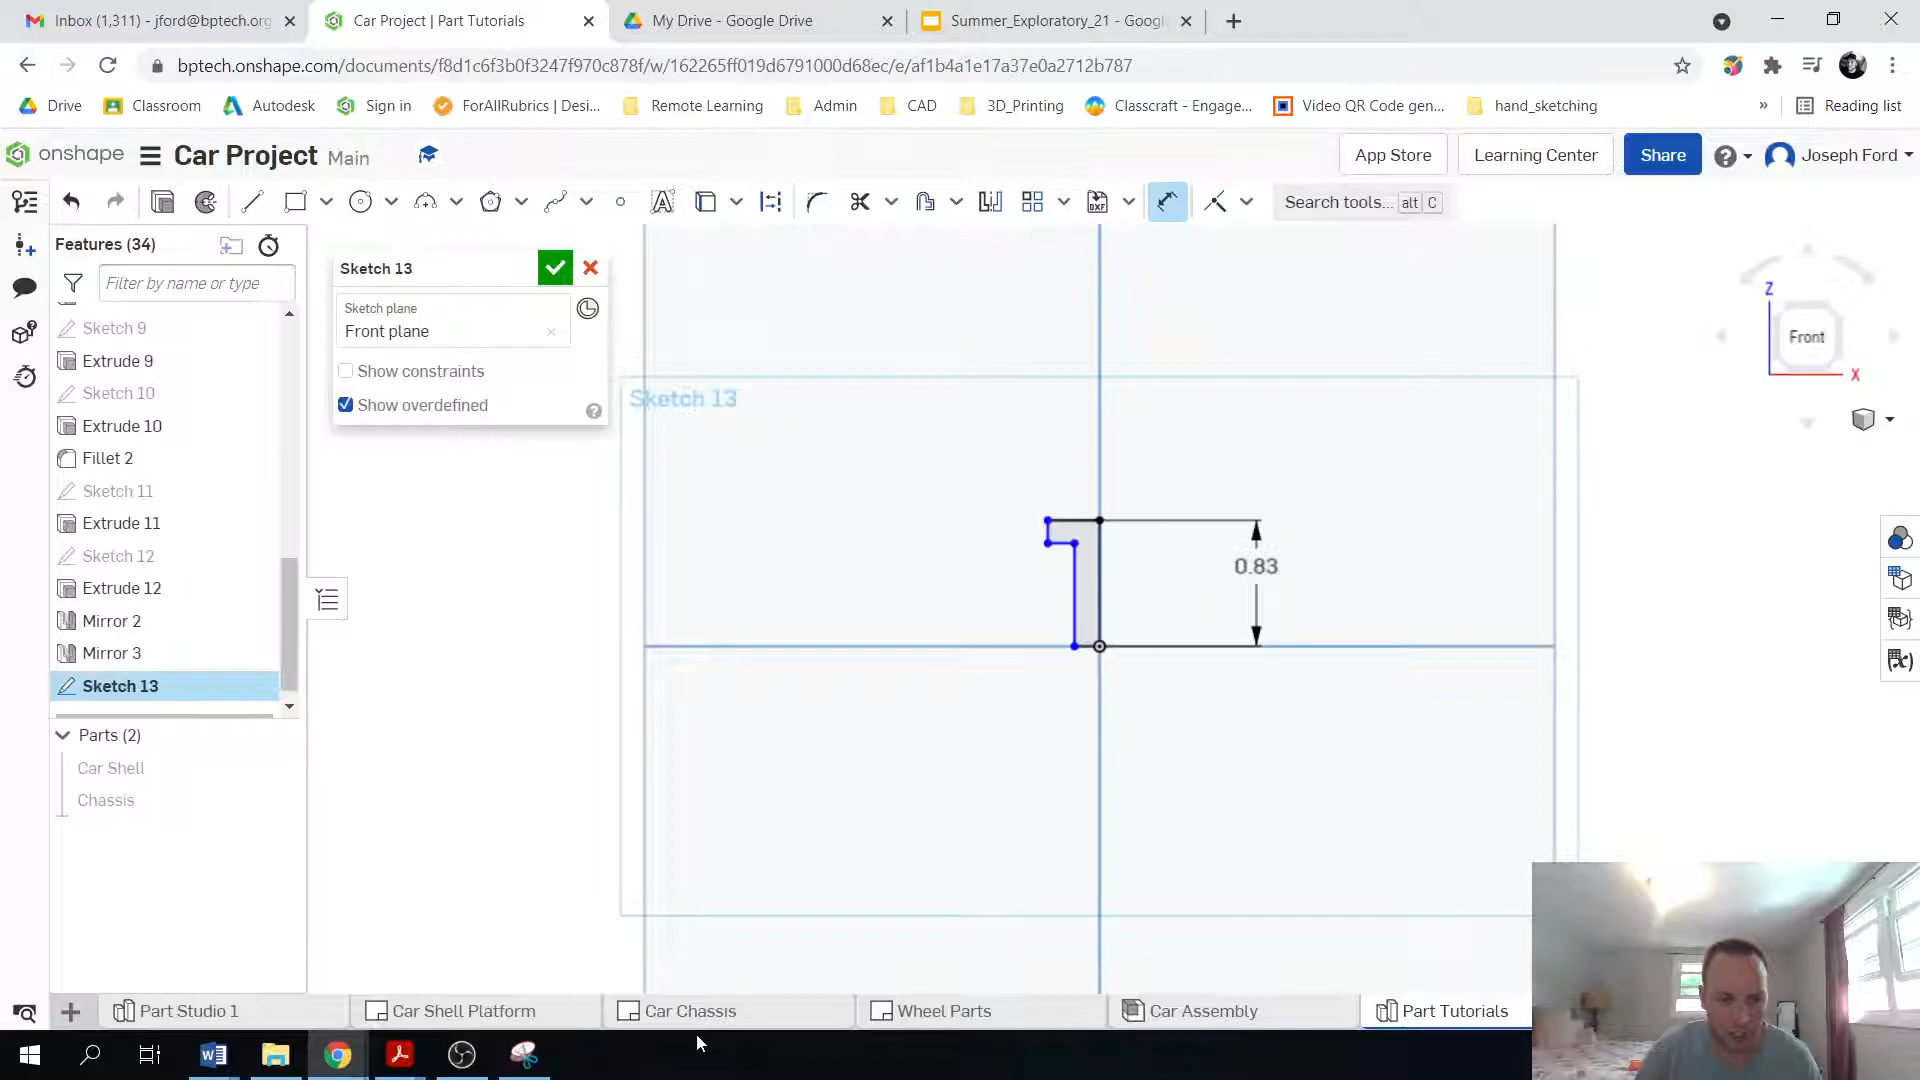 Inbox (1,311) - jford@bptech.org
Car Project | Part Tutorials
My Drive - Google Drive
Summer_Exploratory_21 - Googl
bptech.onshape.com/documents/f8d1c6f3b0f3247f970c878f/w/162265ff019d6791000d68ec/e/af1b4a1e17a37e0a2712b787
Drive
Classroom
Autodesk
Sign in
ForAllRubrics | Desi...
Remote Learning
Admin
CAD
3D_Printing
Classcraft - Engage...
Video QR Code gen...
hand_sketching
»
Reading list
onshape
Car Project Main
App Store
Learning Center
Share
Joseph Ford
Search tools... alt C
Features (34)
Filter by name or type
Sketch 9
Extrude 9
Sketch 10
Extrude 10
Fillet 2
Sketch 11
Extrude 11
Sketch 12
Extrude 12
Mirror 2
Mirror 3
Sketch 13
Parts (2)
Car Shell
Chassis
Sketch 13
Sketch plane
Front plane
Show constraints
Show overdefined
Sketch 13
0.83
Z
Front
X
Part Studio 1
Car Shell Platform
Car Chassis
Wheel Parts
Car Assembly
Part Tutorials